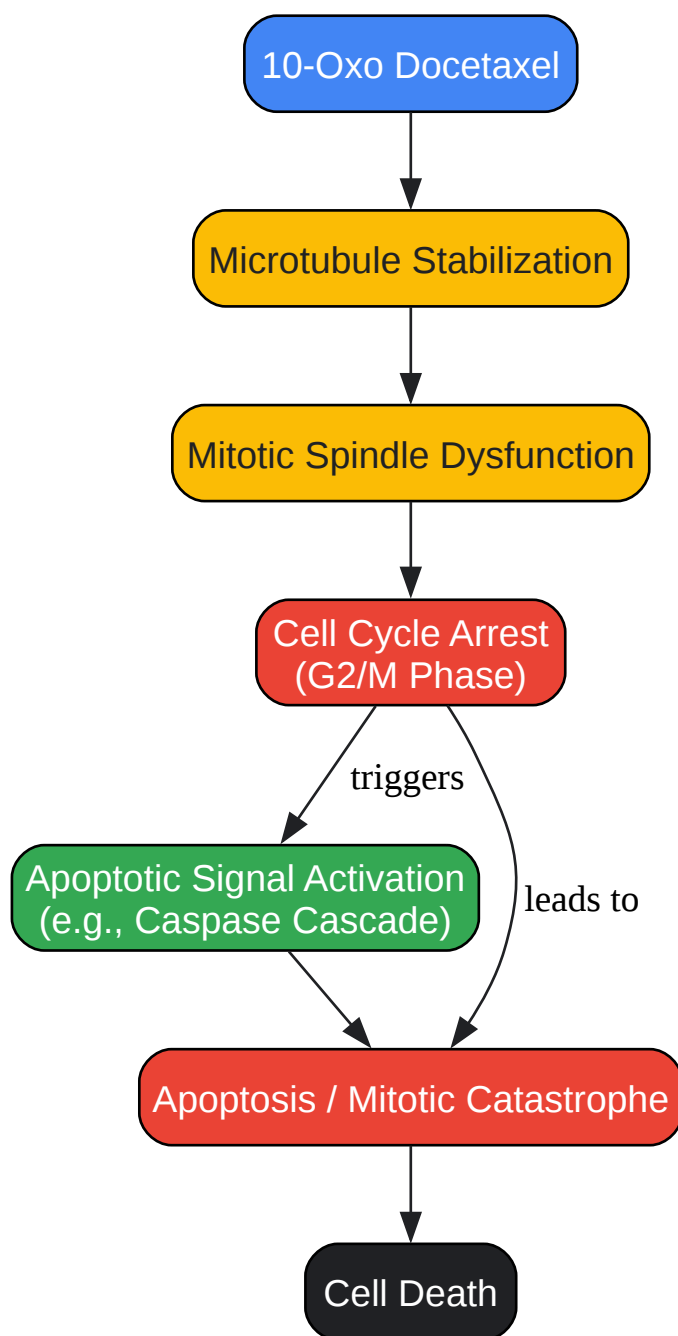 10-Oxo Docetaxel
Microtubule Stabilization
Mitotic Spindle Dysfunction
Cell Cycle Arrest
(G2/M Phase)
triggers
Apoptotic Signal Activation
(e.g., Caspase Cascade)
leads to
Apoptosis / Mitotic Catastrophe
Cell Death